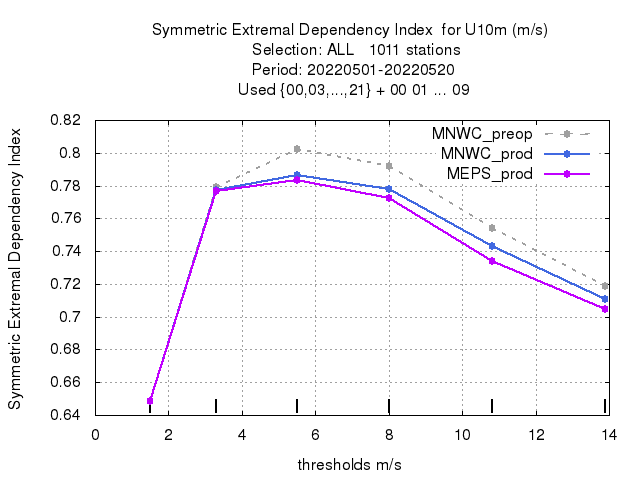 Symmetric Extremal Dependency Index  for U10m (m/s)
Selection: ALL   1011 stations
Period: 20220501-20220520
Used {00,03,...,21} + 00 01 ... 09
Symmetric Extremal Dependency Index
0.82
0.8
0.78
0.76
0.74
0.72
0.7
0.68
0.66
0.64
MNWC_preop
MNWC_prod
MEPS_prod
0 2 4 6 8 10 12 14
thresholds m/s